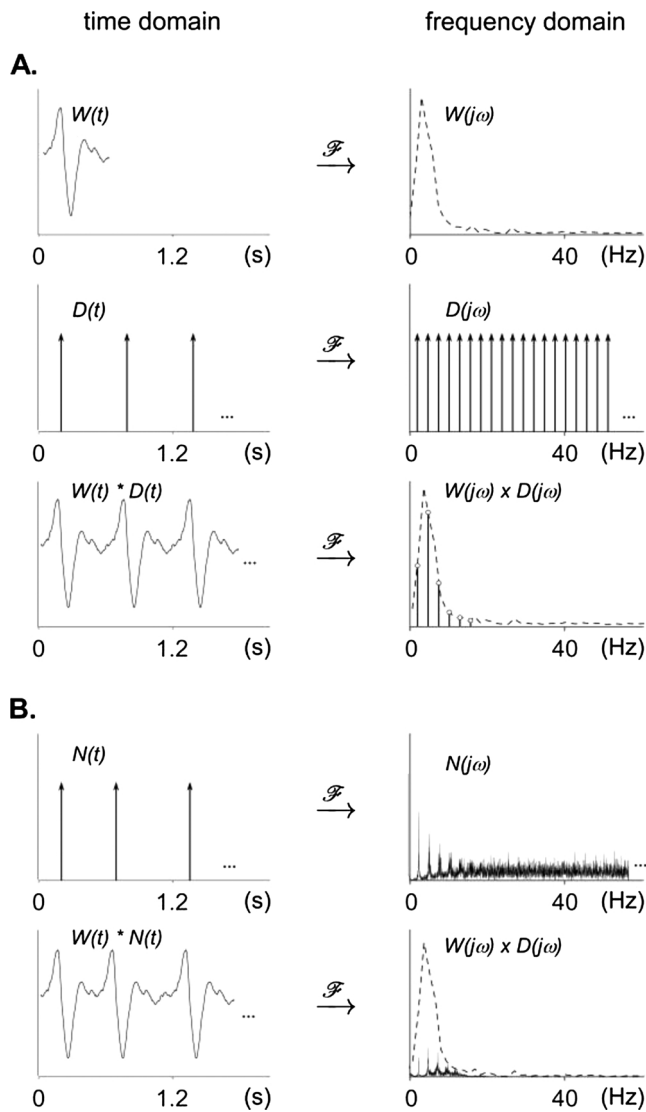 time domain frequency domain
A.
W(t) ℱ W(jω)
0 1.2 (s) 0 40 (Hz)
D(t) ℱ D(jω)
... ...
0 1.2 (s) 0 40 (Hz)
W(t) * D(t) ℱ W(jω) x D(jω)
...
0 1.2 (s) 0 40 (Hz)
B.
N(t) ℱ N(jω)
... ...
0 1.2 (s) 0 40 (Hz)
W(t) * N(t) ℱ W(jω) x D(jω)
...
0 1.2 (s) 0 40 (Hz)